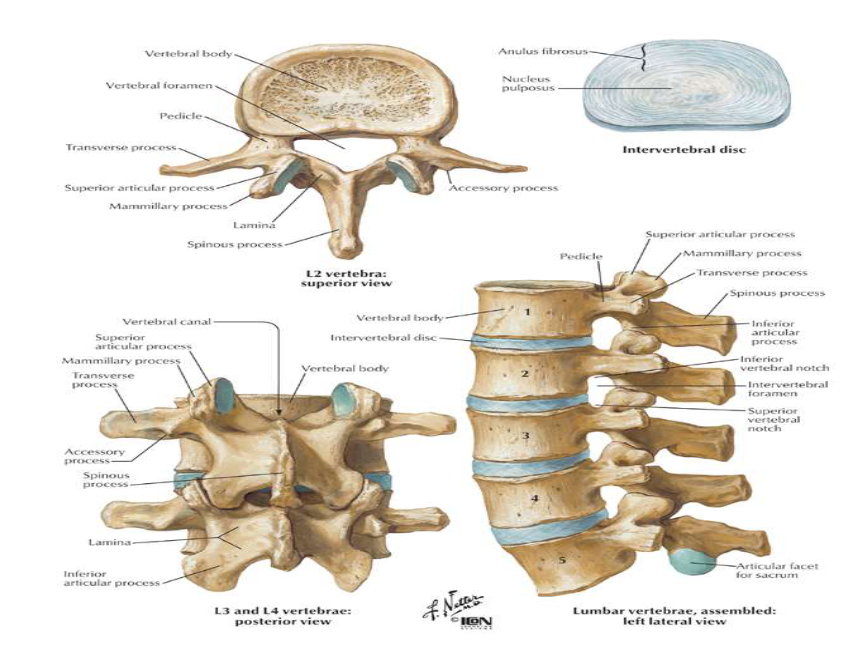 Vertebral body
Vertebral foramen
Pedicle
Transverse process
Superior articular process
Mammillary process
Lamina
Spinous process
Accessory process
L2 vertebra:
superior view
Anulus fibrosus
Nucleus
pulposus
Intervertebral disc
Vertebral canal
Superior
articular process
Mammillary process
Transverse
process
Vertebral body
Accessory
process
Spinous
process
Lamina
Inferior
articular process
L3 and L4 vertebrae:
posterior view
Superior articular process
Pedicle
Mammillary process
Transverse process
Spinous process
Vertebral body
Intervertebral disc
Inferior
articular
process
Inferior
vertebral notch
Intervertebral
foramen
Superior
vertebral
notch
1
2
3
4
5
Articular facet
for sacrum
Lumbar vertebrae, assembled:
left lateral view
F. Netter
M.D.
© ICON